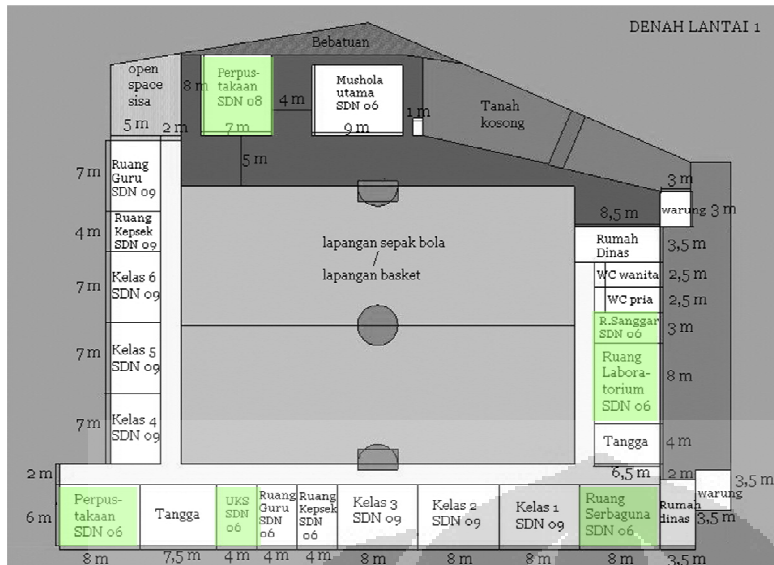 DENAH LANTAI 1
Bebatuan
open
space
sisa
8 m
Perpus-
takaan
SDN 08
4 m
Mushola
utama
SDN 06
1 m
Tanah
kosong
5 m
2 m
7 m
9 m
5 m
7 m
Ruang
Guru
SDN 09
4 m
Ruang
Kepsek
SDN 09
7 m
Kelas 6
SDN 09
7 m
Kelas 5
SDN 09
7 m
Kelas 4
SDN 09
lapangan sepak bola
/
lapangan basket
3 m
8,5 m
warung
3 m
Rumah
Dinas
3,5 m
WC wanita
2,5 m
WC pria
2,5 m
R.Sanggar
SDN 06
3 m
Ruang
Labora-
torium
SDN 06
8 m
Tangga
4 m
6,5 m
2 m
3,5 m
warung
3,5 m
2 m
6 m
Perpus-
takaan
SDN 06
Tangga
UKS
SDN
06
Ruang
Guru
SDN
06
Ruang
Kepsek
SDN
06
Kelas 3
SDN 09
Kelas 2
SDN 09
Kelas 1
SDN 09
Ruang
Serbaguna
SDN 06
Rumah
dinas
8 m
7,5 m
4 m
4 m
4 m
8 m
8 m
8 m
8 m
3,5 m